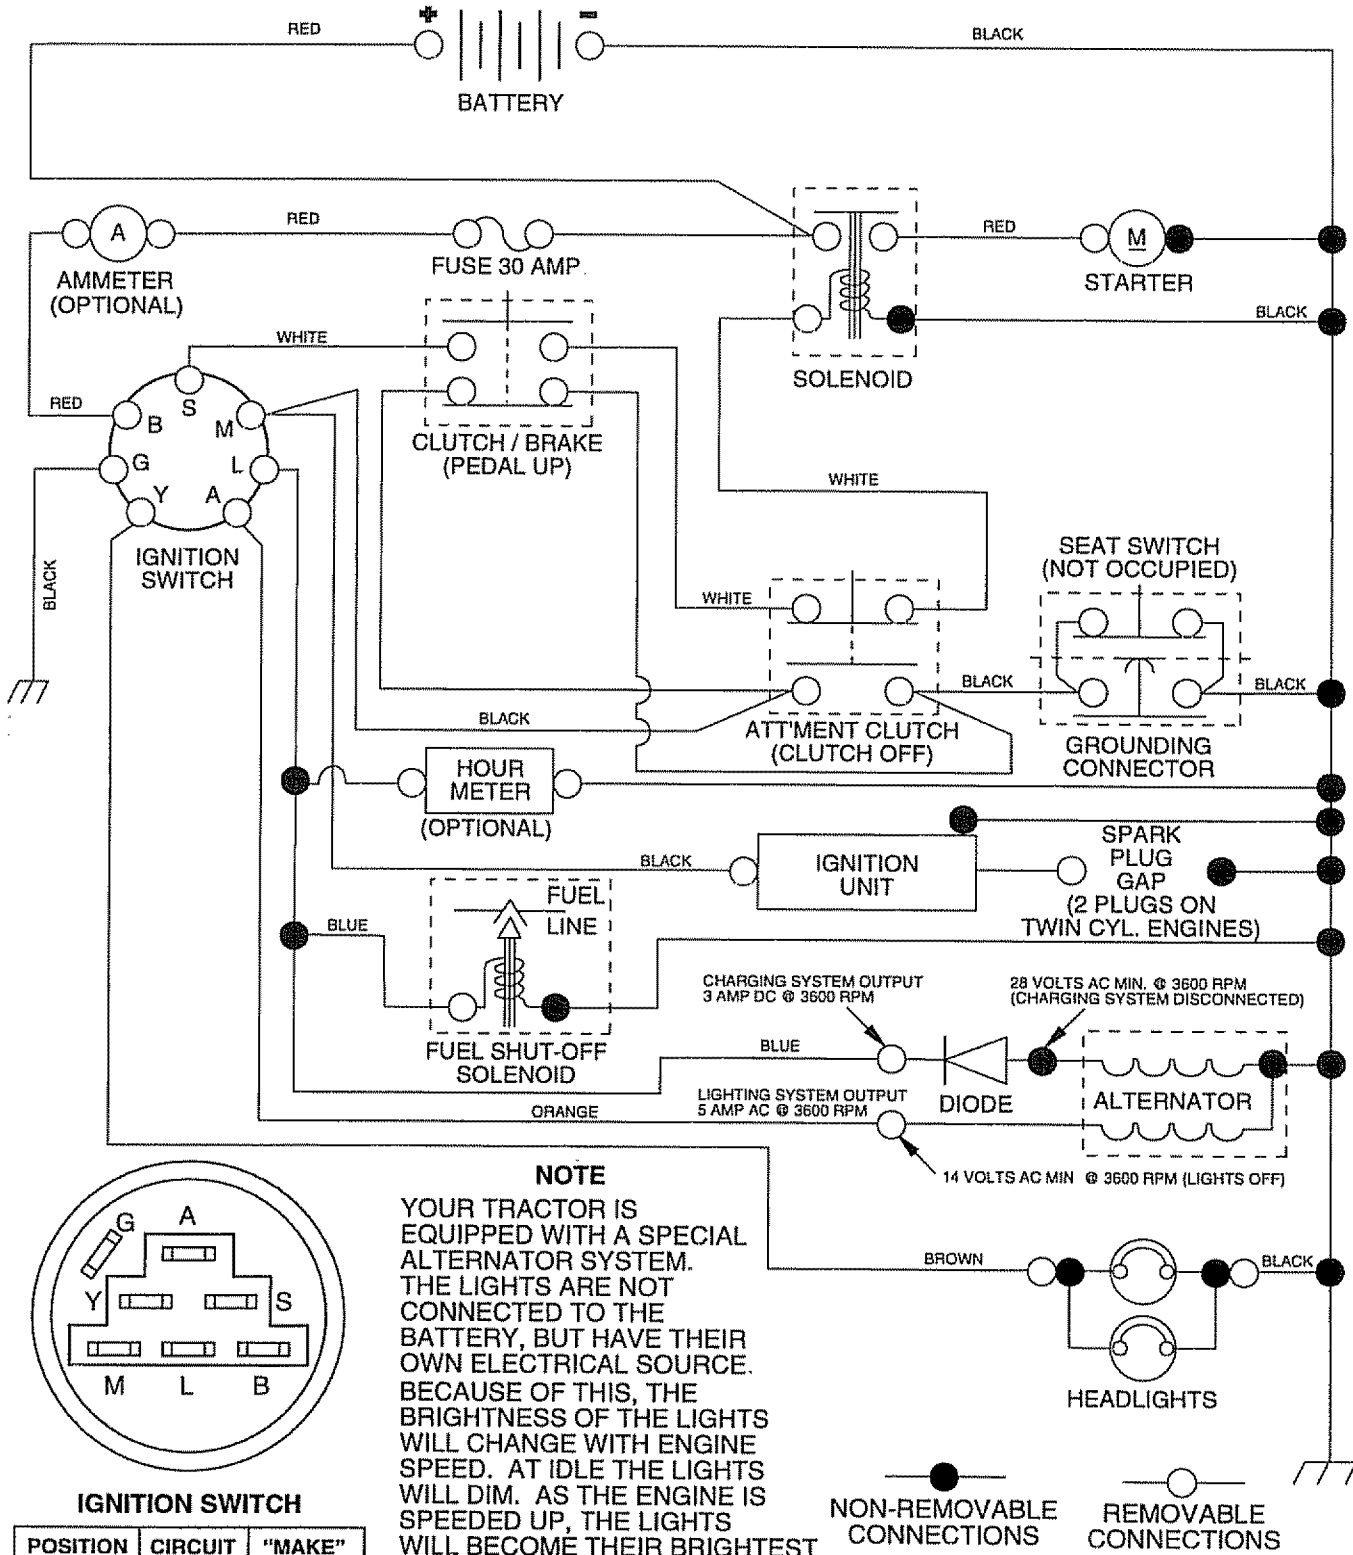 + -
RED
BLACK
BATTERY
RED
RED
A
M
FUSE 30 AMP.
AMMETER
(OPTIONAL)
STARTER
BLACK
WHITE
SOLENOID
RED
S
B
M
G
L
Y
A
CLUTCH / BRAKE
(PEDAL UP)
WHITE
IGNITION
SWITCH
BLACK
SEAT SWITCH
(NOT OCCUPIED)
WHITE
BLACK
BLACK
BLACK
ATT'MENT CLUTCH
(CLUTCH OFF)
GROUNDING
CONNECTOR
HOUR
METER
(OPTIONAL)
BLACK
IGNITION
UNIT
SPARK
PLUG
GAP
(2 PLUGS ON
TWIN CYL. ENGINES)
FUEL
LINE
BLUE
CHARGING SYSTEM OUTPUT
3 AMP DC @ 3600 RPM
28 VOLTS AC MIN. @ 3600 RPM
(CHARGING SYSTEM DISCONNECTED)
FUEL SHUT-OFF
SOLENOID
BLUE
DIODE
ALTERNATOR
LIGHTING SYSTEM OUTPUT
5 AMP AC @ 3600 RPM
ORANGE
14 VOLTS AC MIN @ 3600 RPM (LIGHTS OFF)
BROWN
BLACK
HEADLIGHTS
G
A
Y
S
M
L
B
IGNITION SWITCH
POSITION CIRCUIT "MAKE"
NOTE
YOUR TRACTOR IS
EQUIPPED WITH A SPECIAL
ALTERNATOR SYSTEM.
THE LIGHTS ARE NOT
CONNECTED TO THE
BATTERY, BUT HAVE THEIR
OWN ELECTRICAL SOURCE.
BECAUSE OF THIS, THE
BRIGHTNESS OF THE LIGHTS
WILL CHANGE WITH ENGINE
SPEED. AT IDLE THE LIGHTS
WILL DIM. AS THE ENGINE IS
SPEEDED UP, THE LIGHTS
WILL BECOME THEIR BRIGHTEST
NON-REMOVABLE
CONNECTIONS
REMOVABLE
CONNECTIONS